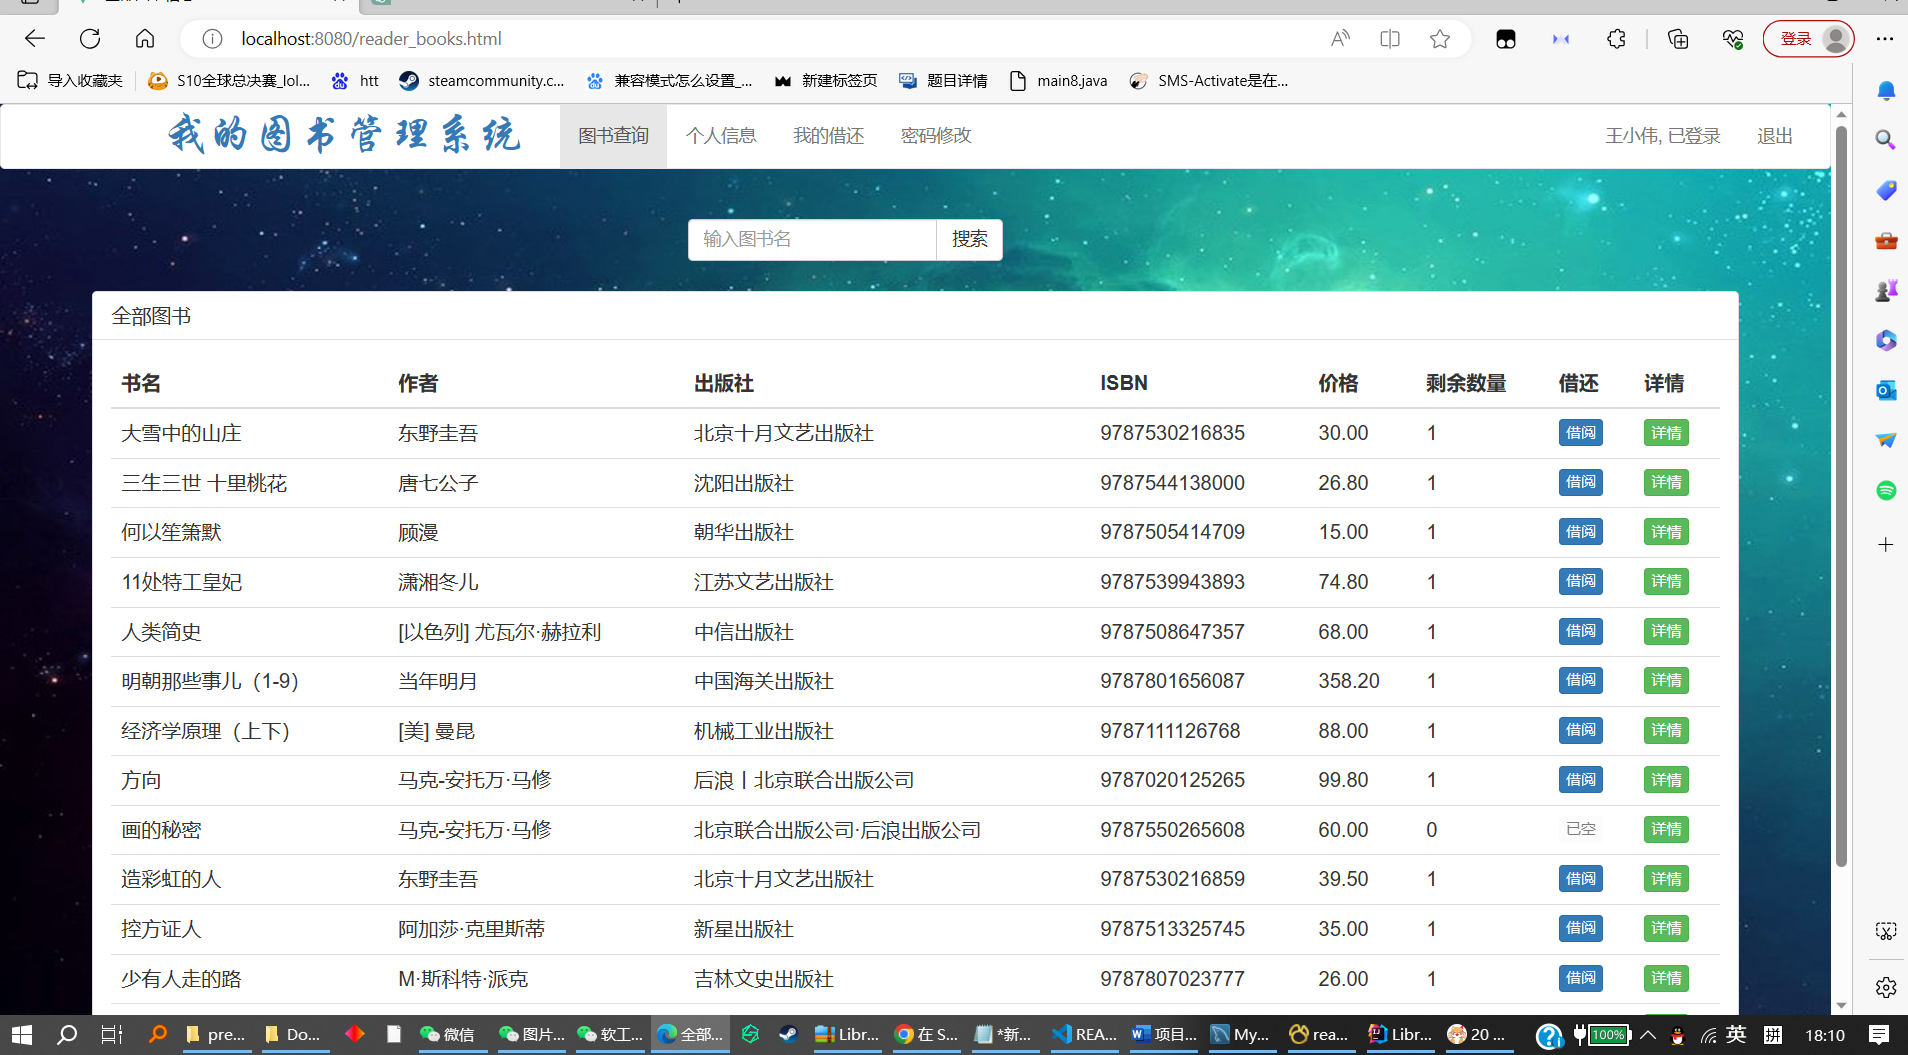 localhost:8080/reader_books.html
登录
导入收藏夹 S10全球总决赛_lol... htt steamcommunity.c... 兼容模式怎么设置_... 新建标签页 题目详情 main8.java SMS-Activate是在...
我的图书管理系统 图书查询 个人信息 我的借还 密码修改 王小伟, 已登录 退出
输入图书名 搜索
全部图书
书名 作者 出版社 ISBN 价格 剩余数量 借还 详情
大雪中的山庄 东野圭吾 北京十月文艺出版社 9787530216835 30.00 1 借阅 详情
三生三世 十里桃花 唐七公子 沈阳出版社 9787544138000 26.80 1 借阅 详情
何以笙箫默 顾漫 朝华出版社 9787505414709 15.00 1 借阅 详情
11处特工皇妃 潇湘冬儿 江苏文艺出版社 9787539943893 74.80 1 借阅 详情
人类简史 [以色列] 尤瓦尔·赫拉利 中信出版社 9787508647357 68.00 1 借阅 详情
明朝那些事儿（1-9） 当年明月 中国海关出版社 9787801656087 358.20 1 借阅 详情
经济学原理（上下） [美] 曼昆 机械工业出版社 9787111126768 88.00 1 借阅 详情
方向 马克-安托万·马修 后浪丨北京联合出版公司 9787020125265 99.80 1 借阅 详情
画的秘密 马克-安托万·马修 北京联合出版公司·后浪出版公司 9787550265608 60.00 0 已空 详情
造彩虹的人 东野圭吾 北京十月文艺出版社 9787530216859 39.50 1 借阅 详情
控方证人 阿加莎·克里斯蒂 新星出版社 9787513325745 35.00 1 借阅 详情
少有人走的路 M·斯科特·派克 吉林文史出版社 9787807023777 26.00 1 借阅 详情
pre... Do... 微信 图片... 软工... 全部... Libr... 在 S... *新... REA... 项目... My... rea... Libr... 20 ... 100% 英 拼 18:10